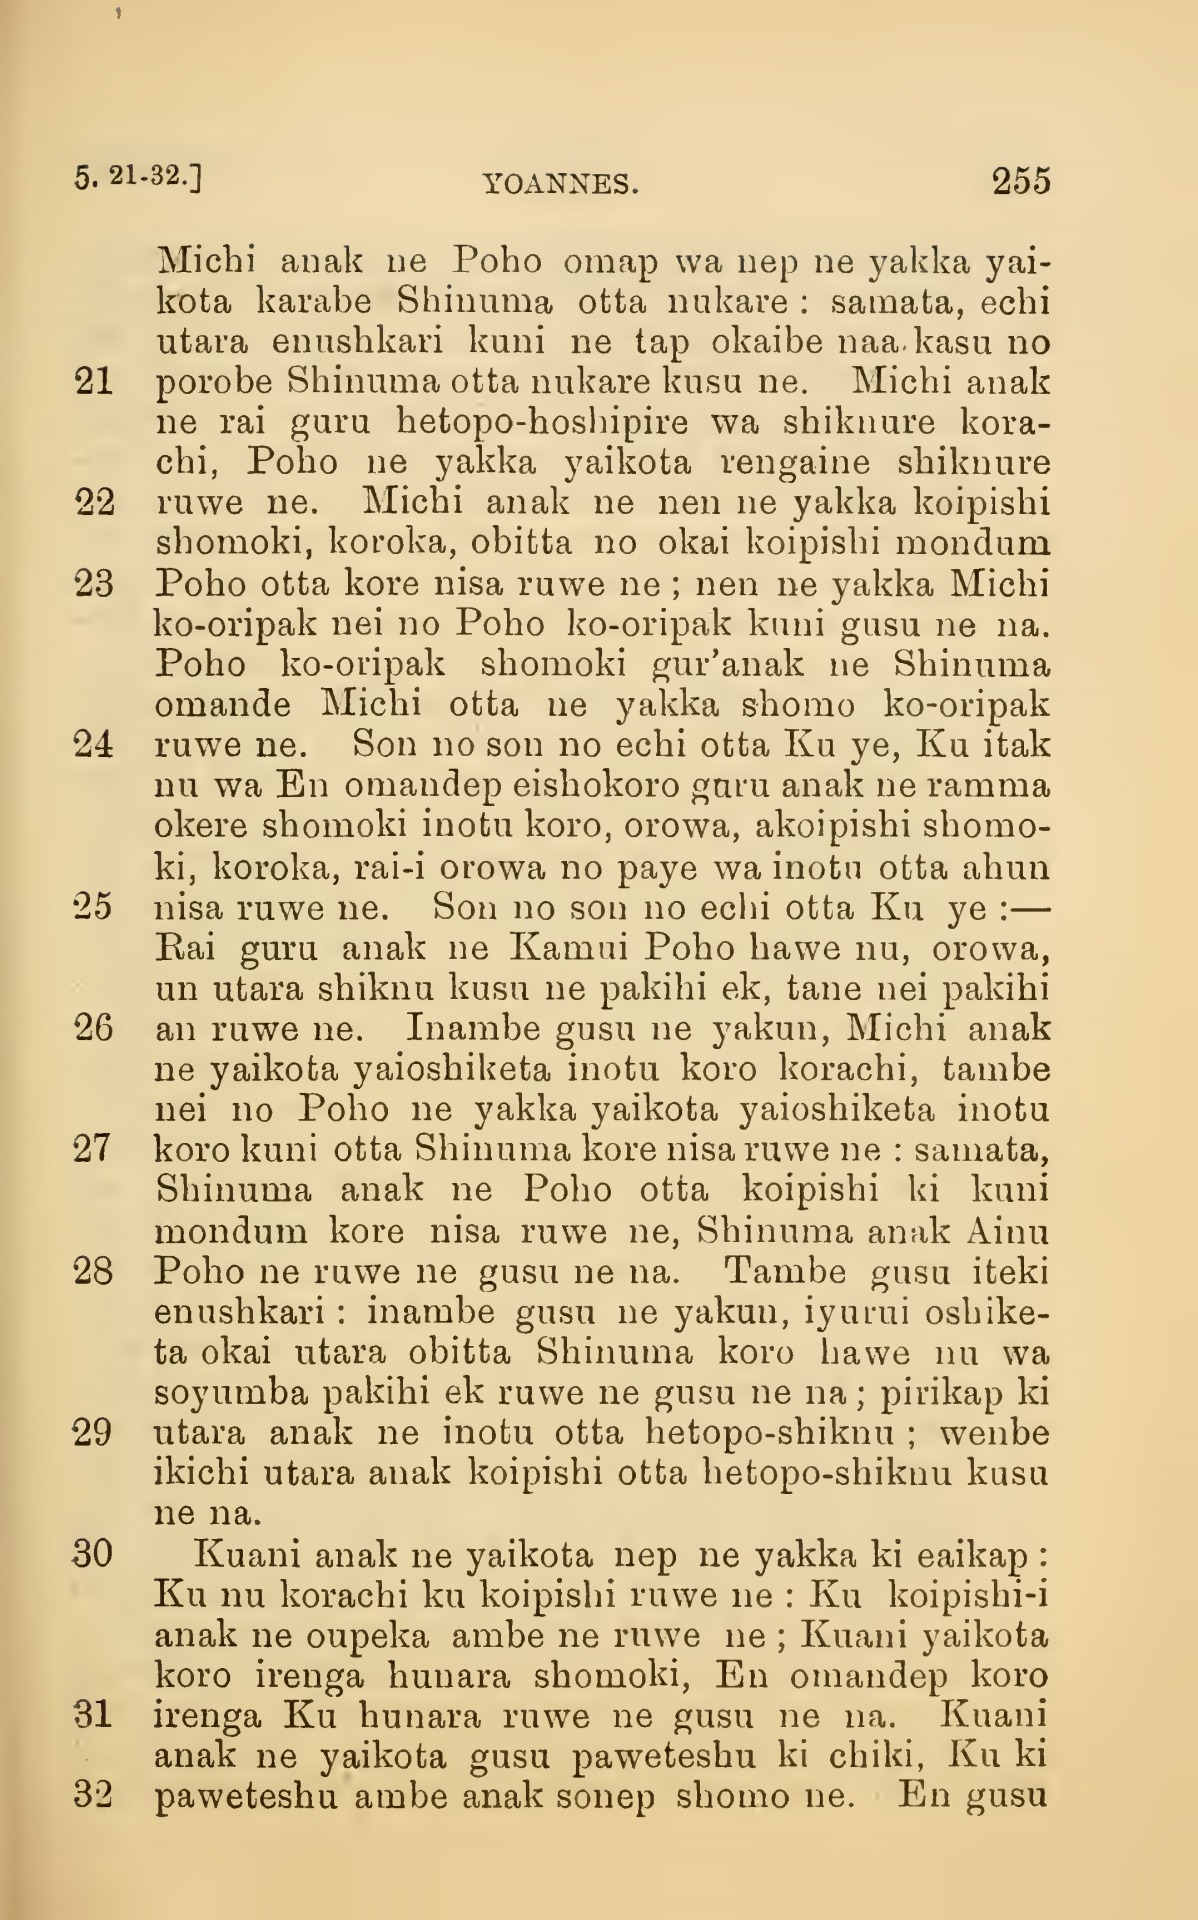 5. 21-32.] YOANNES. 255
Michi anak ne Poho omap wa nep ne yakka yai-
kota karabe Shinuma otta nukare : samata, echi
utara enushkari kuni ne tap okaibe naa kasu no
21 porobe Shinuma otta nukare kusu ne. Michi anak
ne rai guru hetopo-hoshipire wa shiknure kora-
chi, Poho ne yakka yaikota rengaine shiknure
22 ruwe ne. Michi anak ne nen ne yakka koipishi
shomoki, koroka, obitta no okai koipishi mondum
23 Poho otta kore nisa ruwe ne ; nen ne yakka Michi
ko-oripak nei no Poho ko-oripak kuni gusu ne na.
Poho ko-oripak shomoki gur'anak ne Shinuma
omande Michi otta ne yakka shomo ko-oripak
24 ruwe ne. Son no son no echi otta Ku ye, Ku itak
nu wa En omandep eishokoro guru anak ne ramma
okere shomoki inotu koro, orowa, akoipishi shomo-
ki, koroka, rai-i orowa no paye wa inotu otta ahun
25 nisa ruwe ne. Son no son no echi otta Ku ye :—
Rai guru anak ne Kamui Poho hawe nu, orowa,
un utara shiknu kusu ne pakihi ek, tane nei pakihi
26 an ruwe ne. Inambe gusu ne yakun, Michi anak
ne yaikota yaioshiketa inotu koro korachi, tambe
nei no Poho ne yakka yaikota yaioshiketa inotu
27 koro kuni otta Shinuma kore nisa ruwe ne : samata,
Shinuma anak ne Poho otta koipishi ki kuni
mondum kore nisa ruwe ne, Shinuma anak Ainu
28 Poho ne ruwe ne gusu ne na. Tambe gusu iteki
enushkari : inambe gusu ne yakun, iyurui oshike-
ta okai utara obitta Shinuma koro hawe nu wa
soyumba pakihi ek ruwe ne gusu ne na ; pirikap ki
29 utara anak ne inotu otta hetopo-shiknu ; wenbe
ikichi utara anak koipishi otta hetopo-shiknu kusu
ne na.
30 Kuani anak ne yaikota nep ne yakka ki eaikap :
Ku nu korachi ku koipishi ruwe ne : Ku koipishi-i
anak ne oupeka ambe ne ruwe ne ; Kuani yaikota
koro irenga hunara shomoki, En omandep koro
31 irenga Ku hunara ruwe ne gusu ne na. Kuani
anak ne yaikota gusu paweteshu ki chiki, Ku ki
32 paweteshu ambe anak sonep shomo ne. En gusu